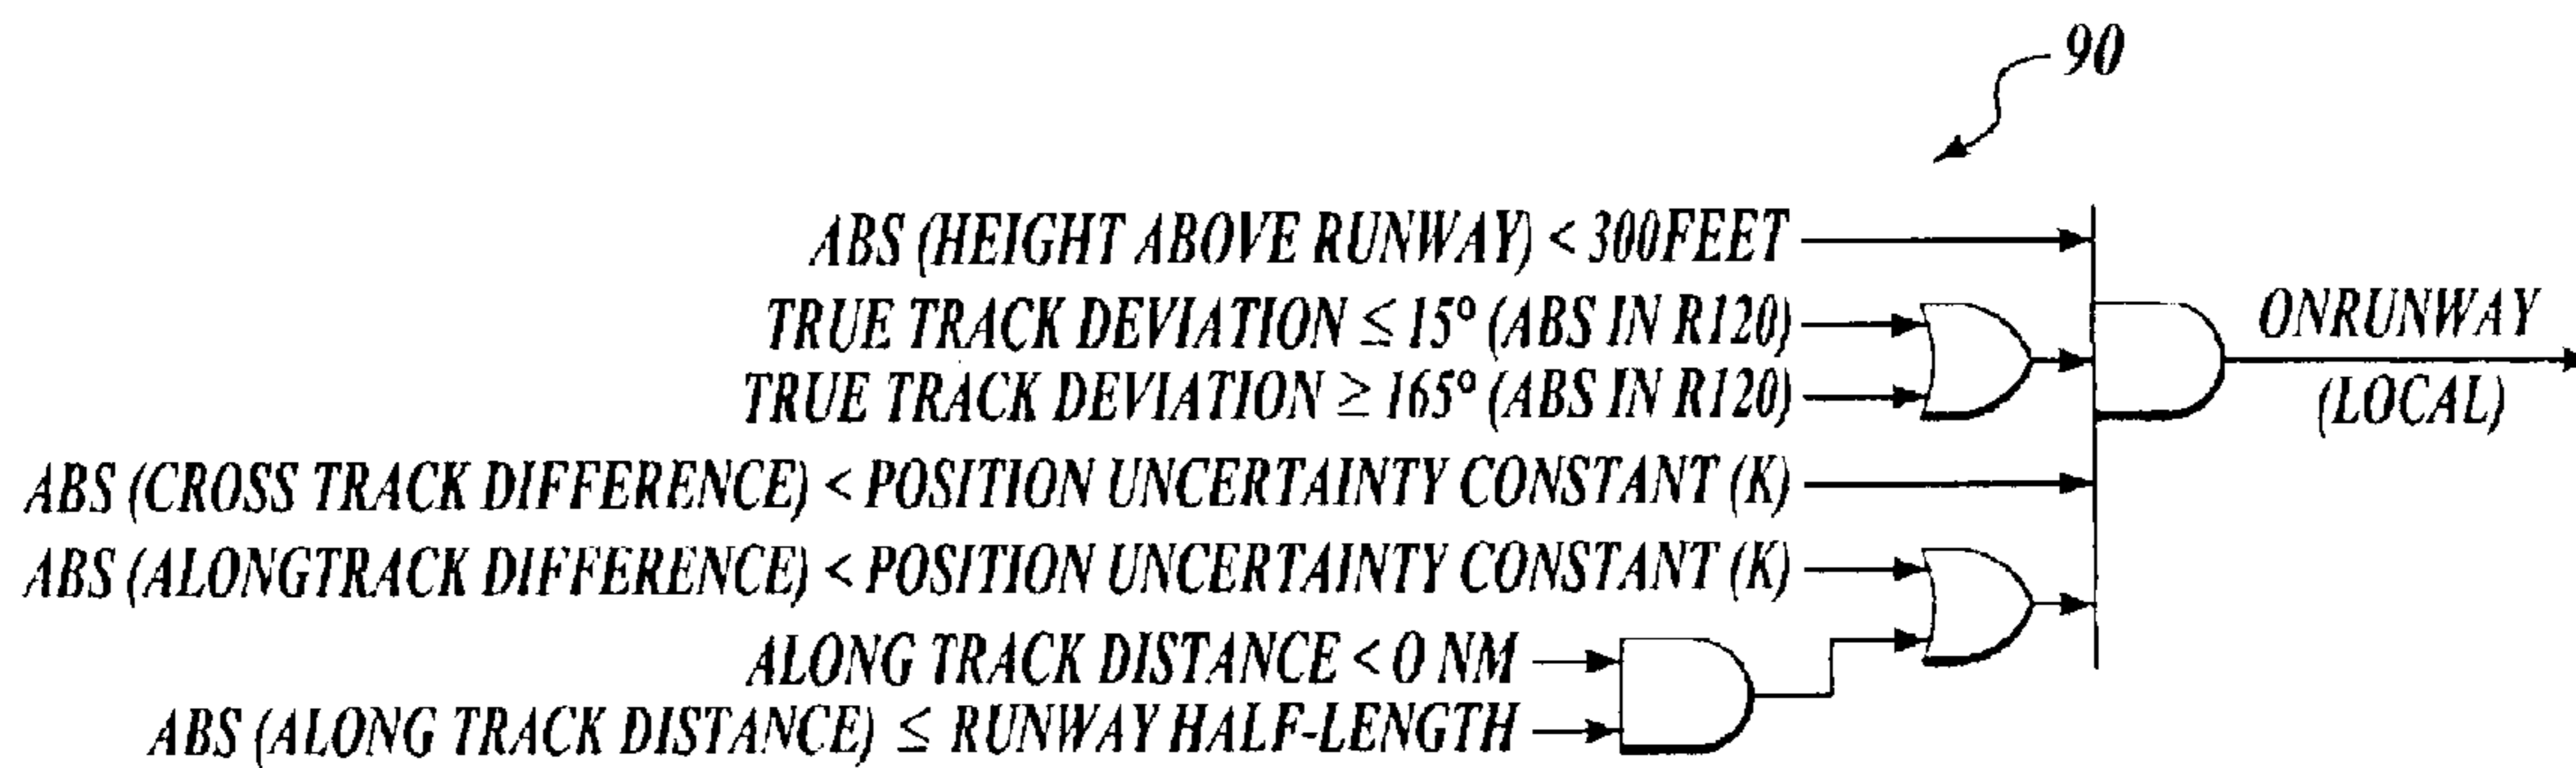 90
ABS (HEIGHT ABOVE RUNWAY) < 300FEET
TRUE TRACK DEVIATION ≤ 15° (ABS IN R120)
TRUE TRACK DEVIATION ≥ 165° (ABS IN R120)
ONRUNWAY
(LOCAL)
ABS (CROSS TRACK DIFFERENCE) < POSITION UNCERTAINTY CONSTANT (K)
ABS (ALONGTRACK DIFFERENCE) < POSITION UNCERTAINTY CONSTANT (K)
ALONG TRACK DISTANCE < 0 NM
ABS (ALONG TRACK DISTANCE) ≤ RUNWAY HALF-LENGTH